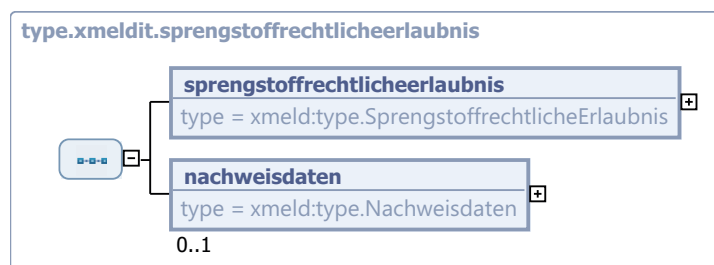 type.xmeldit.sprengstoffrechtlicheerlaubnis
sprengstoffrechtlicheerlaubnis
type = xmeld:type.SprengstoffrechtlicheErlaubnis
nachweisdaten
type = xmeld:type.Nachweisdaten
0..1